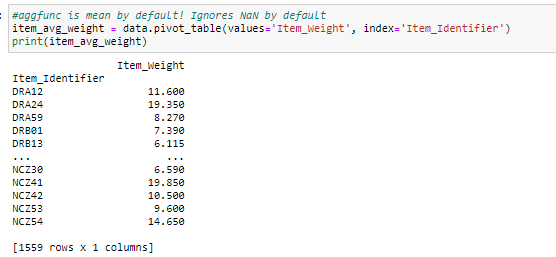 #aggfunc is mean by default! Ignores NaN by default
item_avg_weight = data.pivot_table(values='Item_Weight', index='Item_Identifier')
print(item_avg_weight)
Item_Weight
Item_Identifier
DRA12 11.600
DRA24 19.350
DRA59 8.270
DRB01 7.390
DRB13 6.115
... ...
NCZ30 6.590
NCZ41 19.850
NCZ42 10.500
NCZ53 9.600
NCZ54 14.650
[1559 rows x 1 columns]